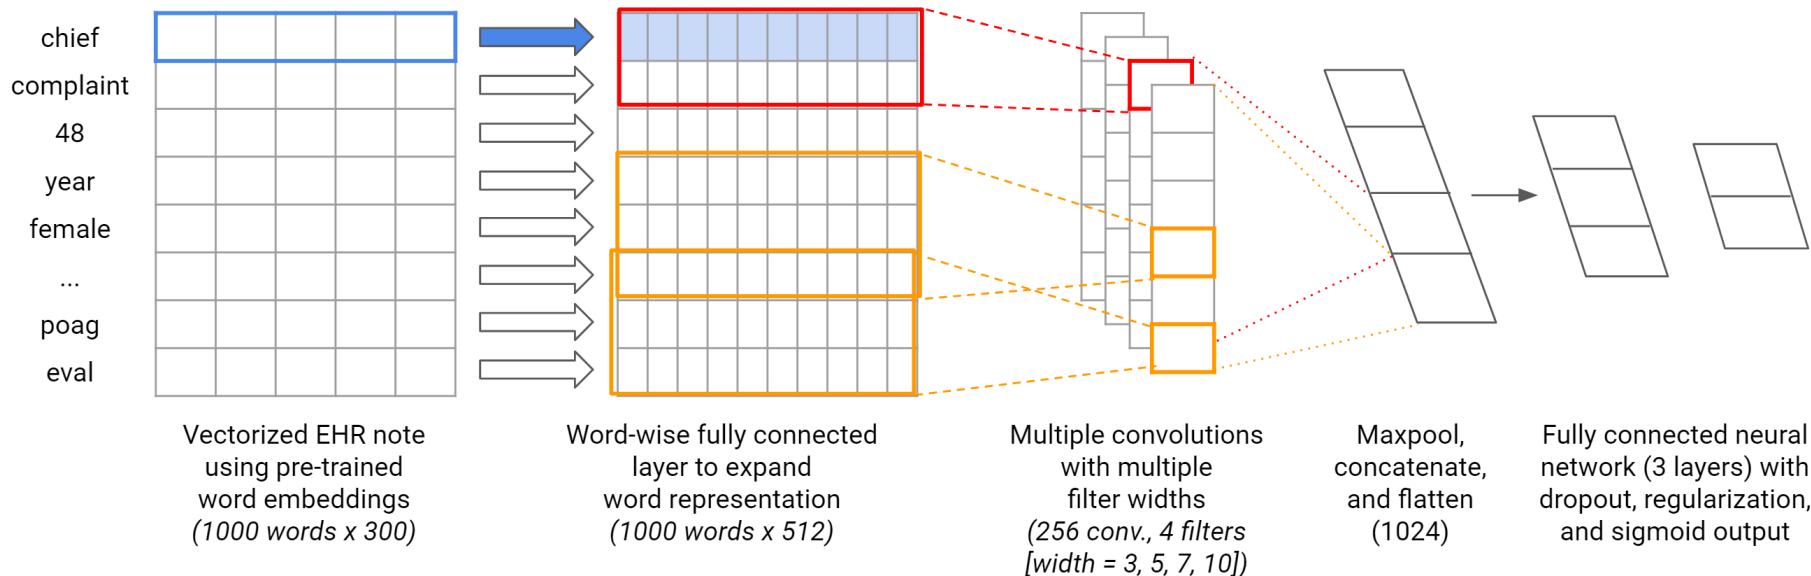 chief
complaint
48
year
female
...
poag
eval
Vectorized EHR note
using pre-trained
word embeddings
(1000 words x 300)
Word-wise fully connected
layer to expand
word representation
(1000 words x 512)
Multiple convolutions
with multiple
filter widths
(256 conv., 4 filters
[width = 3, 5, 7, 10])
Maxpool,
concatenate,
and flatten
(1024)
Fully connected neural
network (3 layers) with
dropout, regularization,
and sigmoid output